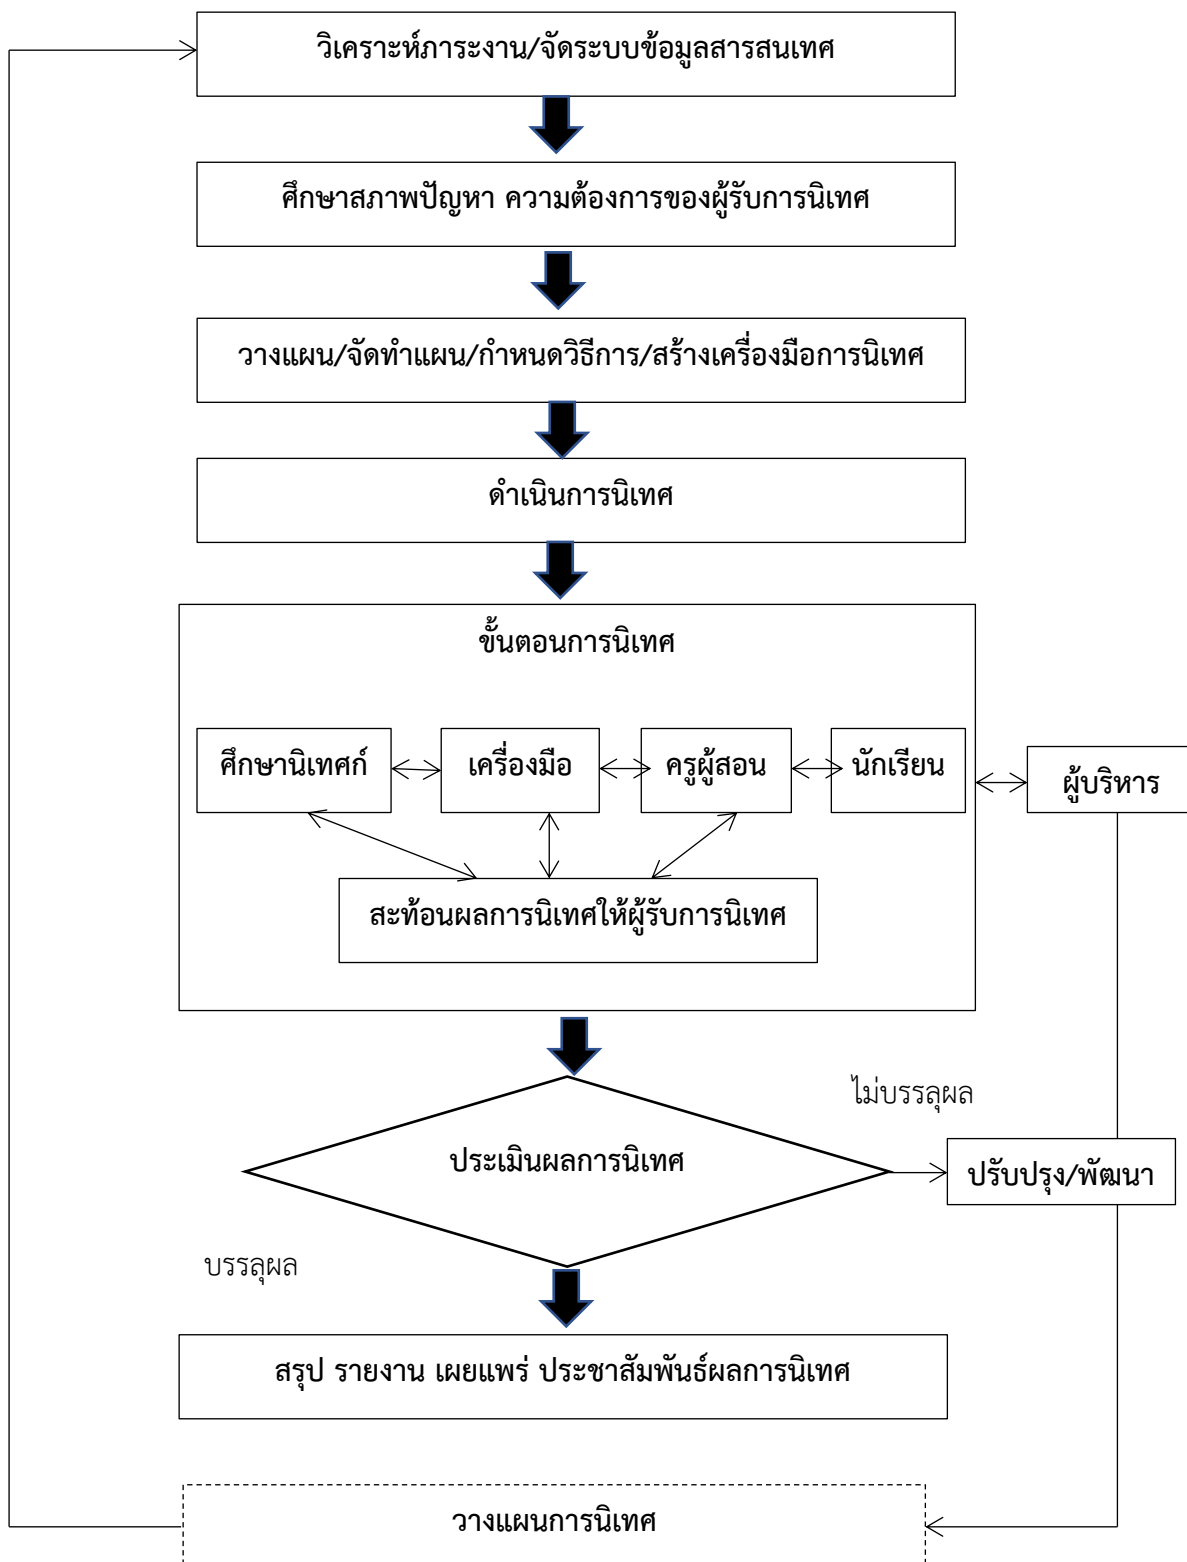 วิเคราะห์ภาระงาน/จัดระบบข้อมูลสารสนเทศ
ศึกษาสภาพปัญหา ความต้องการของผู้รับการนิเทศ
วางแผน/จัดทำแผน/กำหนดวิธีการ/สร้างเครื่องมือการนิเทศ
ดำเนินการนิเทศ
ขั้นตอนการนิเทศ
ศึกษานิเทศก์
เครื่องมือ
ครูผู้สอน
นักเรียน
ผู้บริหาร
สะท้อนผลการนิเทศให้ผู้รับการนิเทศ
ไม่บรรลุผล
ประเมินผลการนิเทศ
ปรับปรุง/พัฒนา
บรรลุผล
สรุป รายงาน เผยแพร่ ประชาสัมพันธ์ผลการนิเทศ
วางแผนการนิเทศ